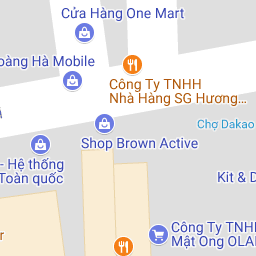 Cửa Hàng One Mart
oàng Hà Mobile
Công Ty TNHH
Nhà Hàng SG Hương...
Chợ Dakao
Shop Brown Active
- Hệ thống
Toàn quốc
Kit & D
Công Ty TNH
Mật Ong OLA
r